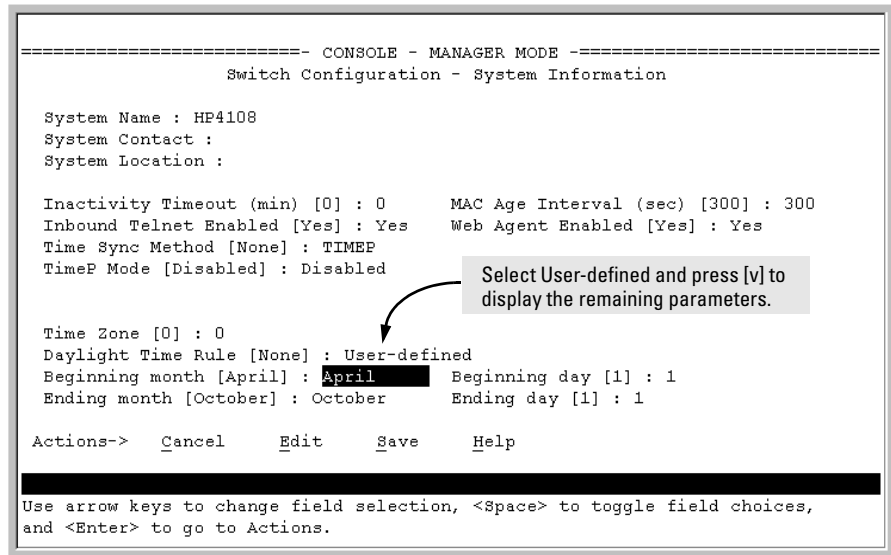 ==========================- CONSOLE - MANAGER MODE -============================
Switch Configuration - System Information
System Name : HP4108
System Contact :
System Location :
Inactivity Timeout (min) [0] : 0 MAC Age Interval (sec) [300] : 300
Inbound Telnet Enabled [Yes] : Yes Web Agent Enabled [Yes] : Yes
Time Sync Method [None] : TIMEP
TimeP Mode [Disabled] : Disabled
Select User-defined and press [v] to
display the remaining parameters.
Time Zone [0] : 0
Daylight Time Rule [None] : User-defined
Beginning month [April] : April Beginning day [1] : 1
Ending month [October] : October Ending day [1] : 1
Actions-> Cancel Edit Save Help
Use arrow keys to change field selection, <Space> to toggle field choices,
and <Enter> to go to Actions.